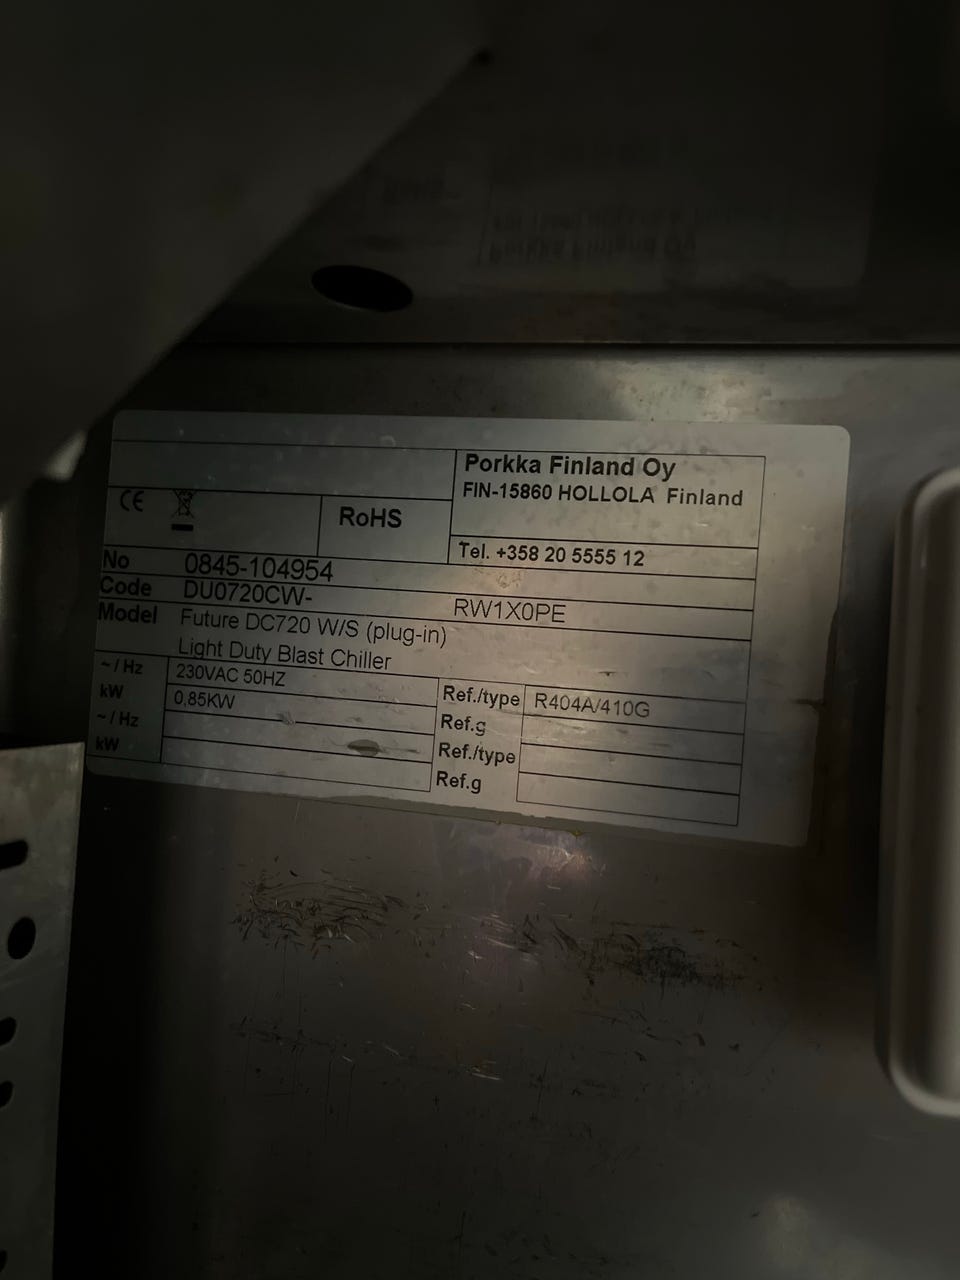 Porkka Finland Oy
FIN-15860 HOLLOLA Finland
CE
RoHS
Tel. +358 20 5555 12
No 0845-104954
Code DU0720CW- RW1X0PE
Model Future DC720 W/S (plug-in)
Light Duty Blast Chiller
~ / Hz 230VAC 50HZ Ref./type R404A/410G
kW 0,85KW Ref.g
~ / Hz Ref./type
kW Ref.g